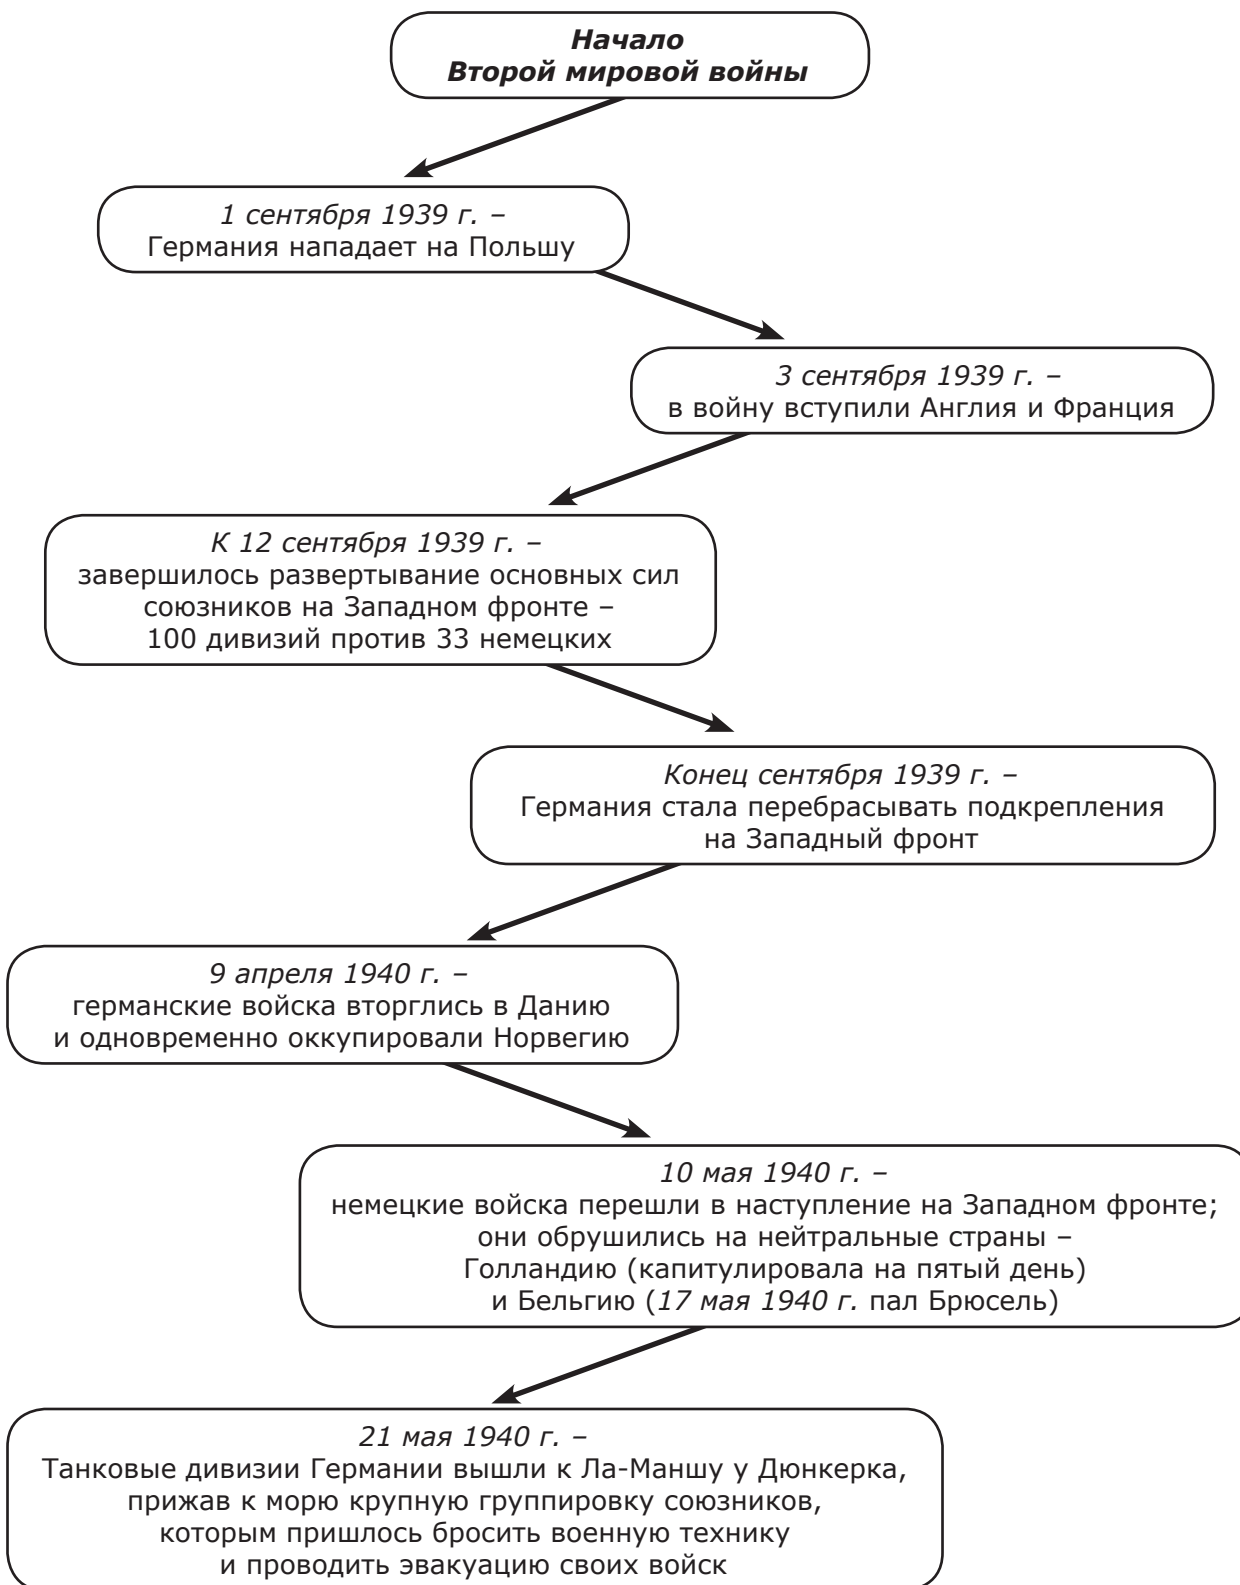 Начало
Второй мировой войны
1 сентября 1939 г. –
Германия нападает на Польшу
3 сентября 1939 г. –
в войну вступили Англия и Франция
К 12 сентября 1939 г. –
завершилось развертывание основных сил
союзников на Западном фронте –
100 дивизий против 33 немецких
Конец сентября 1939 г. –
Германия стала перебрасывать подкрепления
на Западный фронт
9 апреля 1940 г. –
германские войска вторглись в Данию
и одновременно оккупировали Норвегию
10 мая 1940 г. –
немецкие войска перешли в наступление на Западном фронте;
они обрушились на нейтральные страны –
Голландию (капитулировала на пятый день)
и Бельгию (17 мая 1940 г. пал Брюсель)
21 мая 1940 г. –
Танковые дивизии Германии вышли к Ла-Маншу у Дюнкерка,
прижав к морю крупную группировку союзников,
которым пришлось бросить военную технику
и проводить эвакуацию своих войск